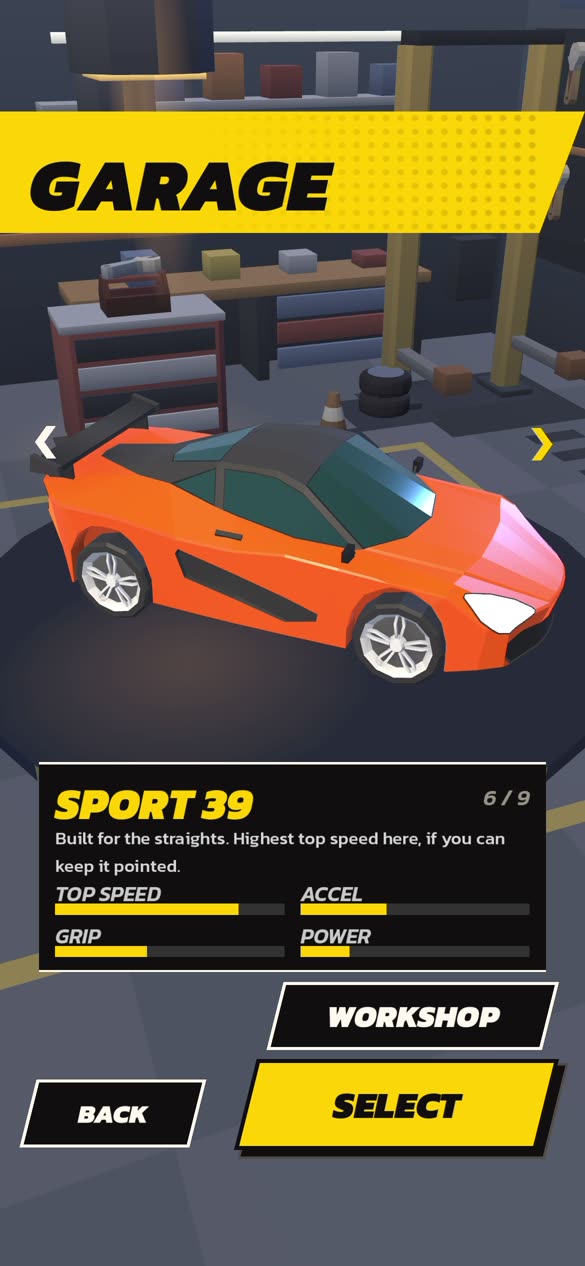 GARAGE
SPORT 39
6 / 9
Built for the straights. Highest top speed here, if you can
keep it pointed.
TOP SPEED
ACCEL
GRIP
POWER
WORKSHOP
BACK
SELECT